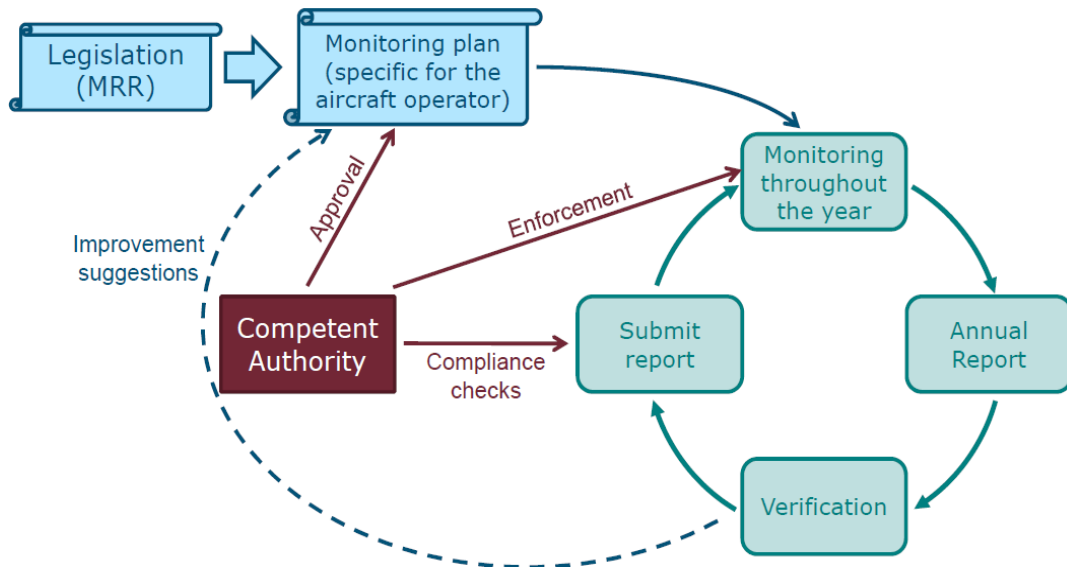 Legislation
(MRR)
Monitoring plan
(specific for the
aircraft operator)
Monitoring
throughout
the year
Approval
Enforcement
Improvement
suggestions
Competent
Authority
Compliance
checks
Submit
report
Annual
Report
Verification